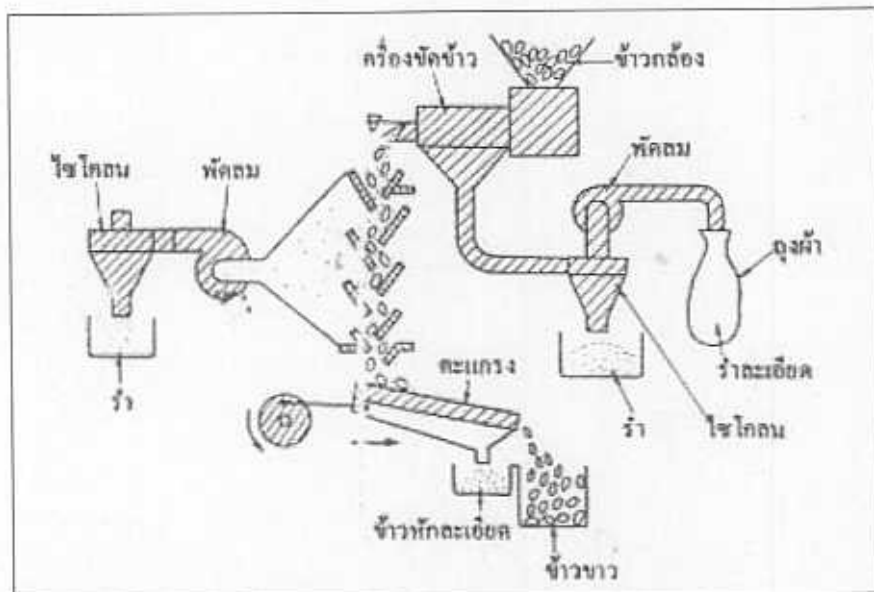 ครื่องขัดข้าว
ข้าวกล้อง
ไซโคลน
พัดลม
พัดลม
ถุงผ้า
รำละเอียด
ตะแกรง
รำ
รำ
ไซโกลน
ข้าวหักละเอียด
ข้าวขาว